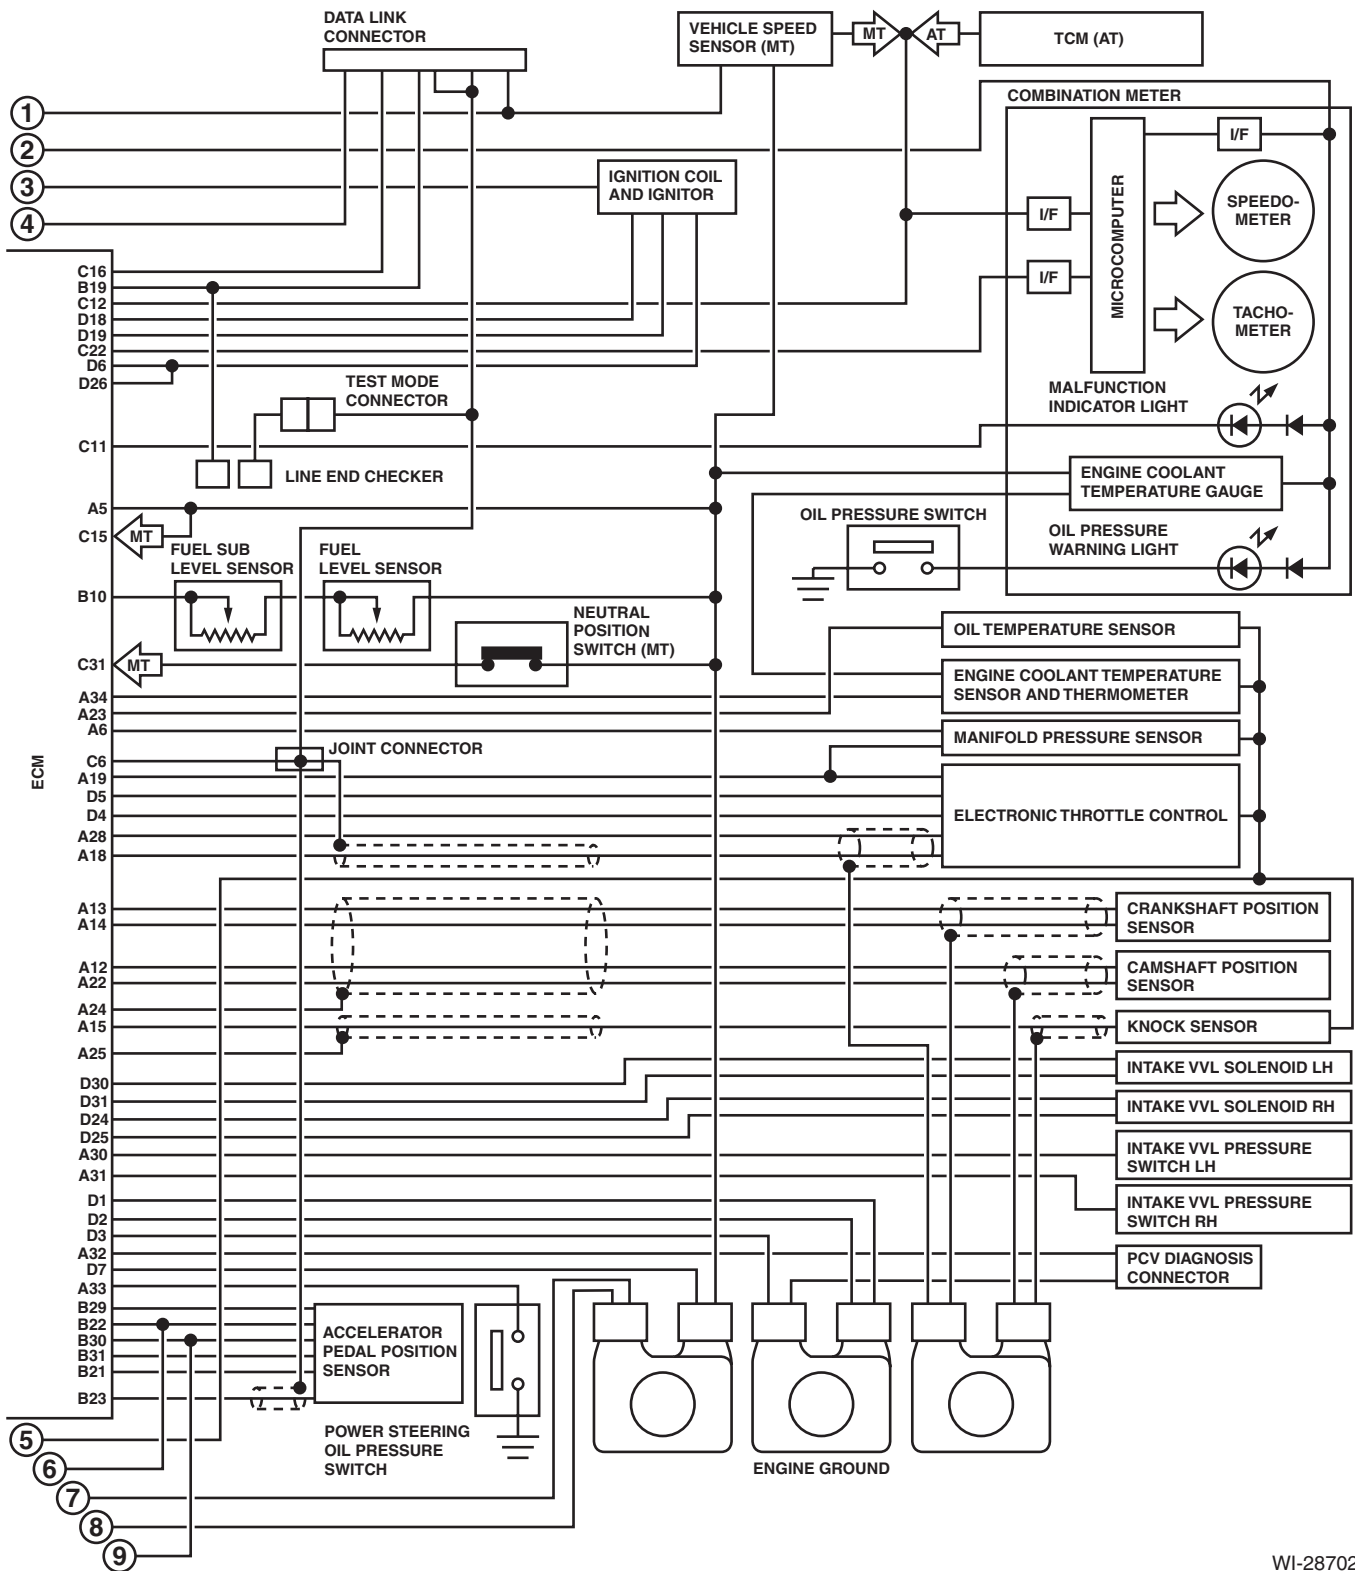 DATA LINK
CONNECTOR
VEHICLE SPEED
SENSOR (MT)
MT
AT
TCM (AT)
COMBINATION METER
1
2
3
4
IGNITION COIL
AND IGNITOR
I/F
I/F
I/F
MICROCOMPUTER
SPEEDO-
METER
TACHO-
METER
C16
B19
C12
D18
D19
C22
D6
D26
TEST MODE
CONNECTOR
MALFUNCTION
INDICATOR LIGHT
C11
LINE END CHECKER
ENGINE COOLANT
TEMPERATURE GAUGE
A5
C15
MT
OIL PRESSURE SWITCH
OIL PRESSURE
WARNING LIGHT
FUEL SUB
LEVEL SENSOR
FUEL
LEVEL SENSOR
B10
NEUTRAL
POSITION
SWITCH (MT)
C31
MT
OIL TEMPERATURE SENSOR
ENGINE COOLANT TEMPERATURE
SENSOR AND THERMOMETER
A34
A23
A6
MANIFOLD PRESSURE SENSOR
JOINT CONNECTOR
ECM
C6
A19
D5
D4
A28
A18
ELECTRONIC THROTTLE CONTROL
A13
A14
CRANKSHAFT POSITION
SENSOR
A12
A22
CAMSHAFT POSITION
SENSOR
A24
A15
KNOCK SENSOR
A25
INTAKE VVL SOLENOID LH
D30
D31
INTAKE VVL SOLENOID RH
D24
D25
A30
INTAKE VVL PRESSURE
SWITCH LH
A31
INTAKE VVL PRESSURE
SWITCH RH
D1
D2
D3
A32
D7
PCV DIAGNOSIS
CONNECTOR
A33
B29
B22
B30
B31
B21
B23
ACCELERATOR
PEDAL POSITION
SENSOR
POWER STEERING
OIL PRESSURE
SWITCH
ENGINE GROUND
5
6
7
8
9
WI-28702